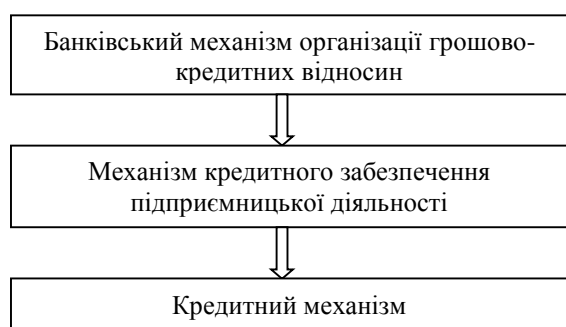 Банківський механізм організації грошово-
кредитних відносин
Механізм кредитного забезпечення
підприємницької діяльності
Кредитний механізм